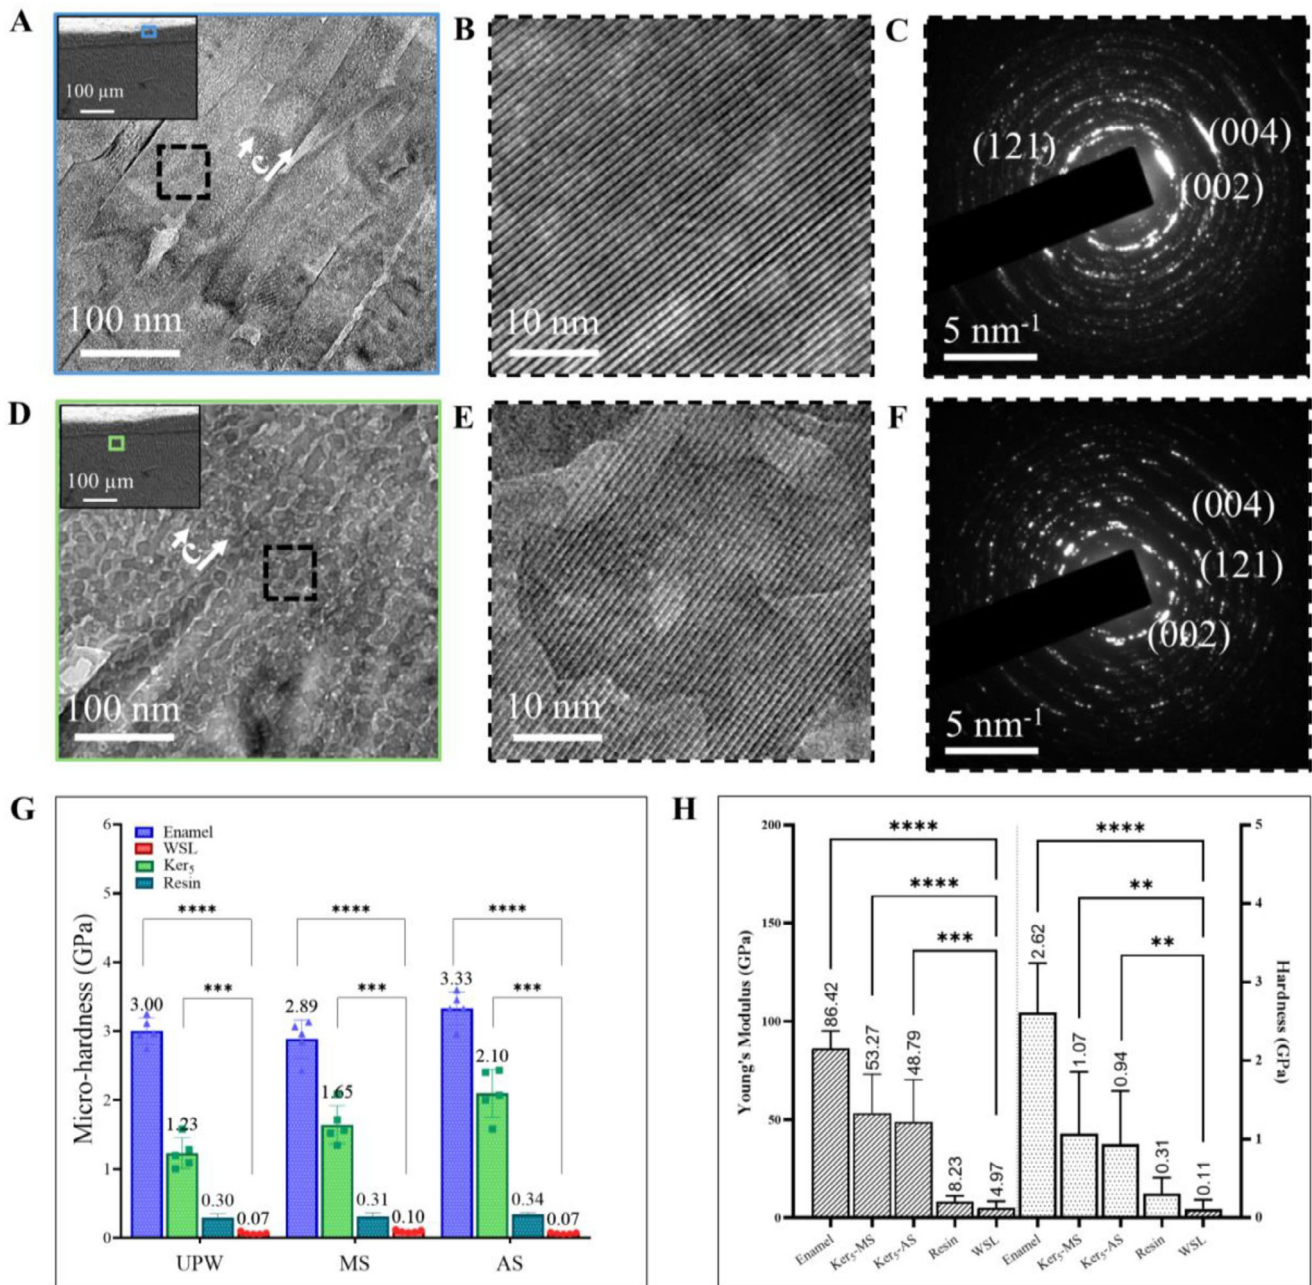 A
100 µm
c
100 nm
B
10 nm
C
(121)
(004)
(002)
5 nm-1
D
100 µm
c
100 nm
E
10 nm
F
(004)
(121)
(002)
5 nm-1
G
Micro-hardness (GPa)
6
5
4
3
2
1
0
Enamel
WSL
Ker5
Resin
**** **** ****
*** *** ***
3.00
1.23
0.30
0.07
2.89
1.65
0.31
0.10
3.33
2.10
0.34
0.07
UPW MS AS
H
Young's Modulus (GPa)
200
150
100
50
0
**** ****
**** **
*** **
86.42
53.27
48.79
8.23
4.97
2.62
1.07
0.94
0.31
0.11
5
4
3
2
1
0
Hardness (GPa)
Enamel
Ker5-MS
Ker5-AS
Resin
WSL
Enamel
Ker5-MS
Ker5-AS
Resin
WSL